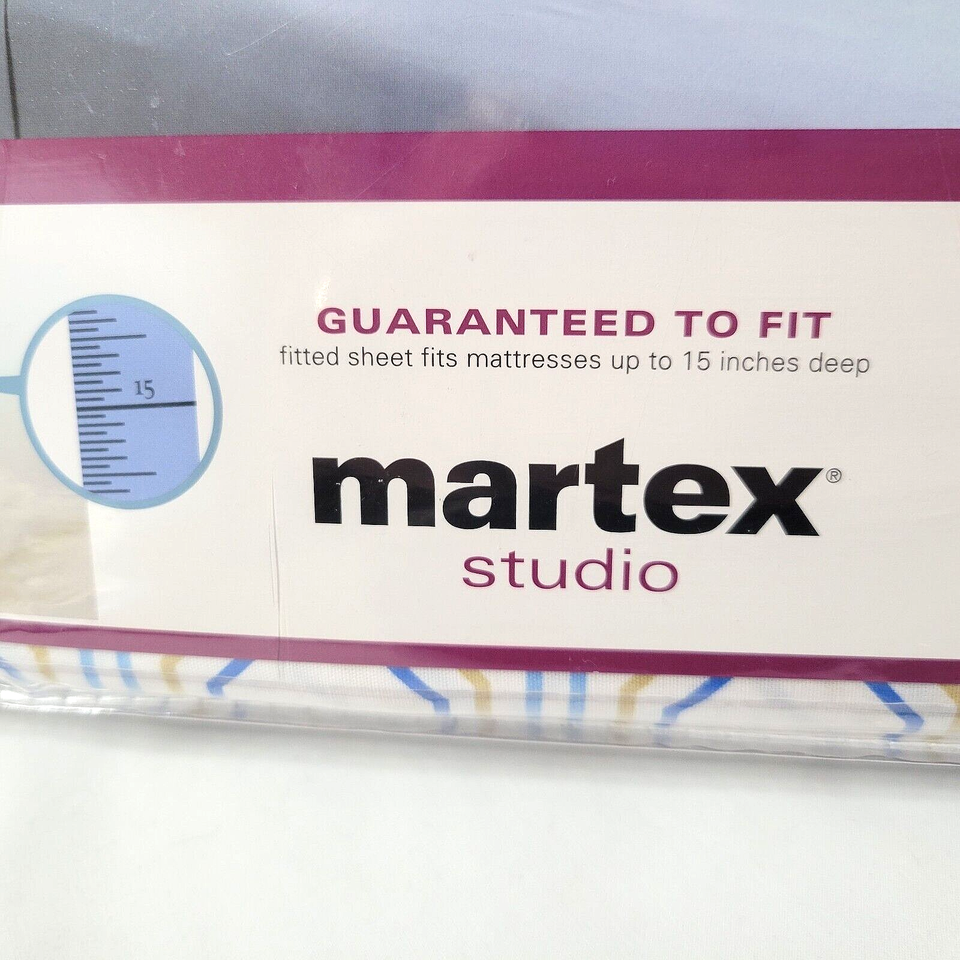 GUARANTEED TO FIT
fitted sheet fits mattresses up to 15 inches deep
15
martex®
studio